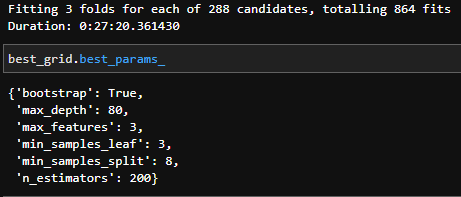 Fitting 3 folds for each of 288 candidates, totalling 864 fits
Duration: 0:27:20.361430
best_grid.best_params_
{'bootstrap': True,
'max_depth': 80,
'max_features': 3,
'min_samples_leaf': 3,
'min_samples_split': 8,
'n_estimators': 200}